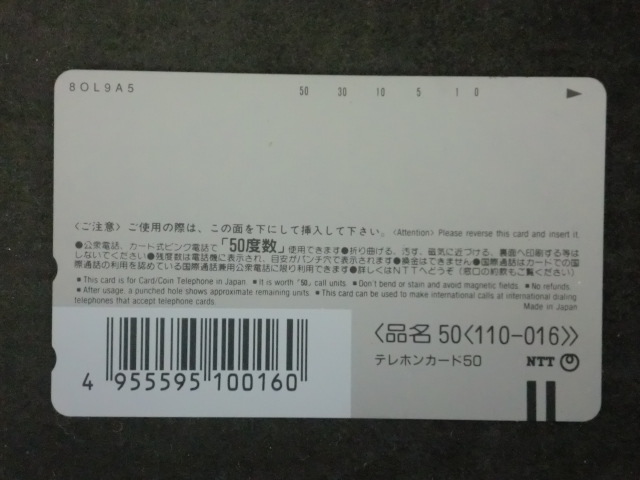 8OL9A5
50 30 10 5 1 0
〈ご注意〉ご使用の際は、この面を下にして挿入して下さい。〈Attention〉Please reverse this card and insert it.
●公衆電話、カード式ピンク電話で「50度数」使用できます●折り曲げる、汚す、磁気に近づける、裏面へ印刷する等は
しないでください●残度数は電話機に表示され、目安がパンチ穴で表示されます●換金はできません●国際通話はカードでの国
際通話の利用を認めている国際通話兼用公衆電話に限り利用できます●詳しくはNTTへどうぞ（窓口の約款もご覧ください）
■This card is for Card/Coin Telephone in Japan. ■It is worth "50" call units. ■Don't bend or stain and avoid magnetic fields. ■No refunds.
■After usage, a punched hole shows approximate remaining units. ■This card can be used to make international calls at international dialing
telephones that accept telephone cards. Made in Japan
〈品名 50〈110-016〉〉
テレホンカード50 NTT
4 955595 100160